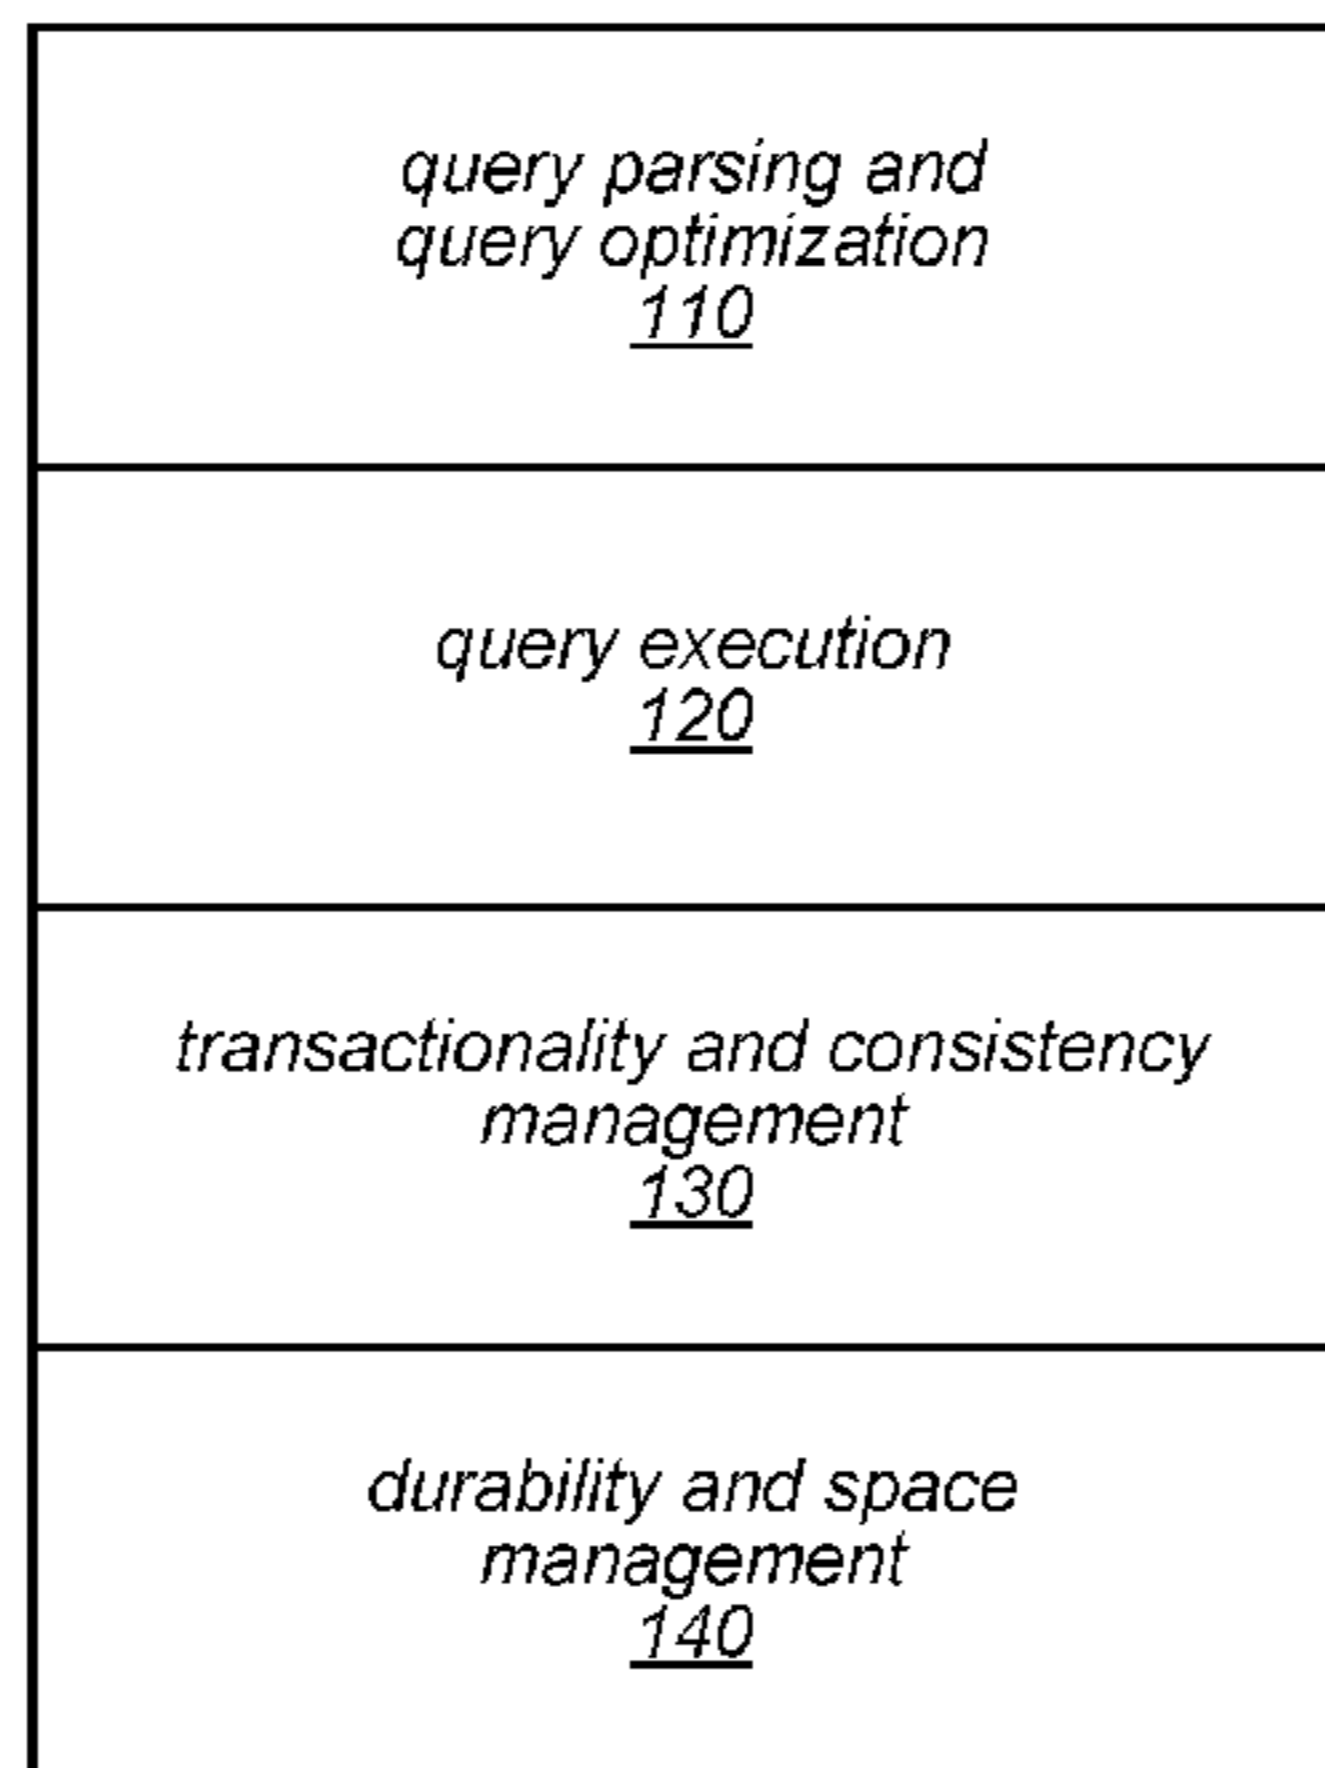 query parsing and
query optimization
110
query execution
120
transactionality and consistency
management
130
durability and space
management
140